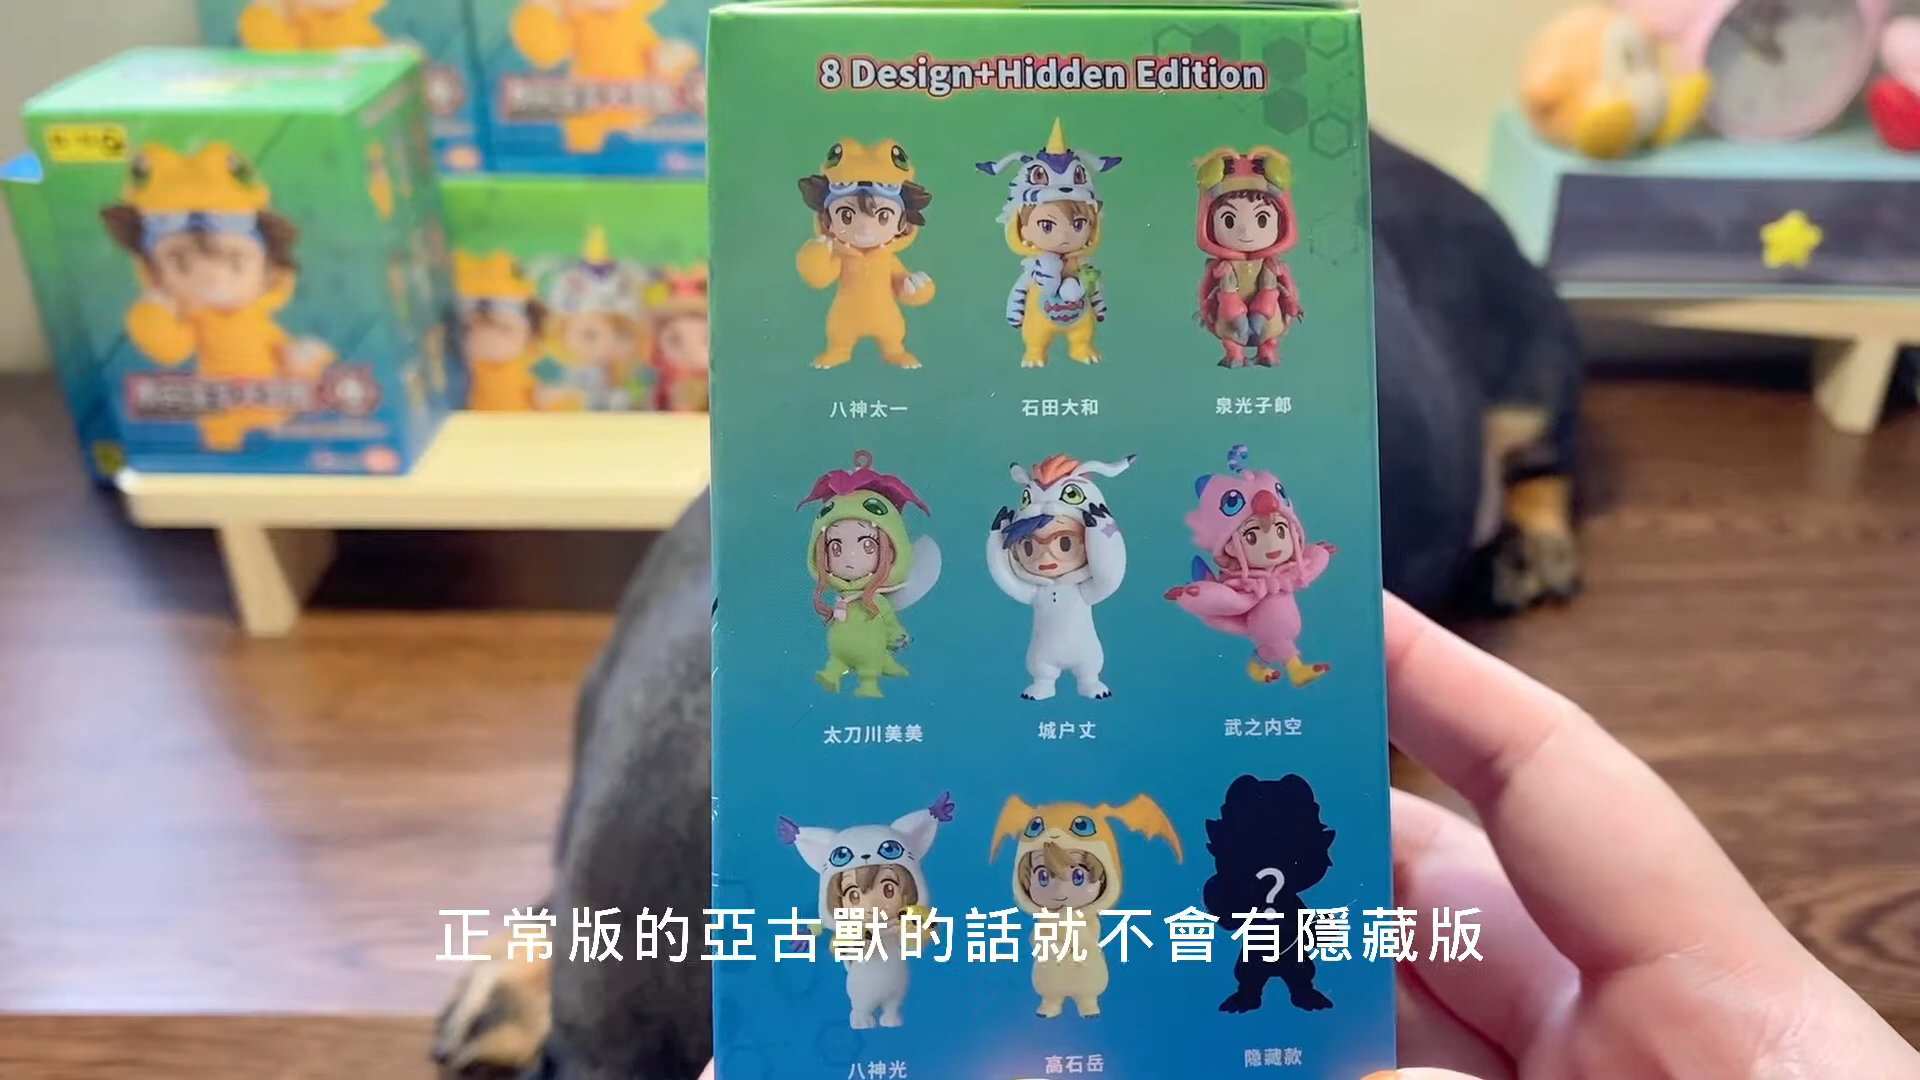 8 Design+Hidden Edition
八神太一
石田大和
泉光子郎
太刀川美美
城户丈
武之内空
?
八神光
高石岳
隐藏款
正常版的亞古獸的話就不會有隱藏版